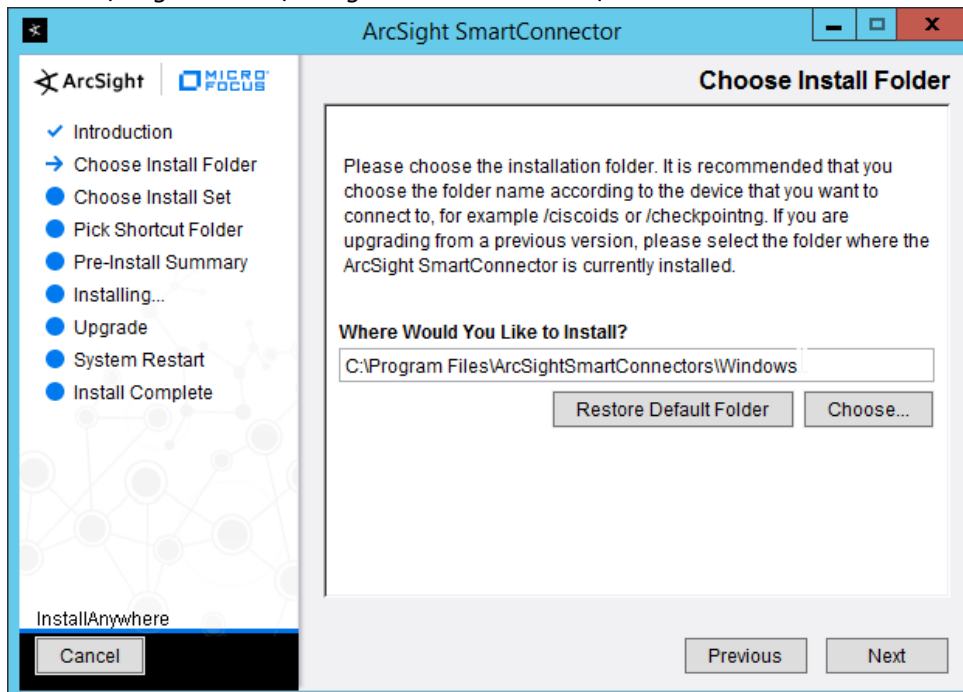 ArcSight SmartConnector
ArcSight
MICRO FOCUS
Choose Install Folder
Introduction
Choose Install Folder
Choose Install Set
Pick Shortcut Folder
Pre-Install Summary
Installing...
Upgrade
System Restart
Install Complete
Please choose the installation folder. It is recommended that you
choose the folder name according to the device that you want to
connect to, for example /ciscoids or /checkpointng. If you are
upgrading from a previous version, please select the folder where the
ArcSight SmartConnector is currently installed.
Where Would You Like to Install?
C:\Program Files\ArcSightSmartConnectors\Windows
Restore Default Folder
Choose...
InstallAnywhere
Cancel
Previous
Next